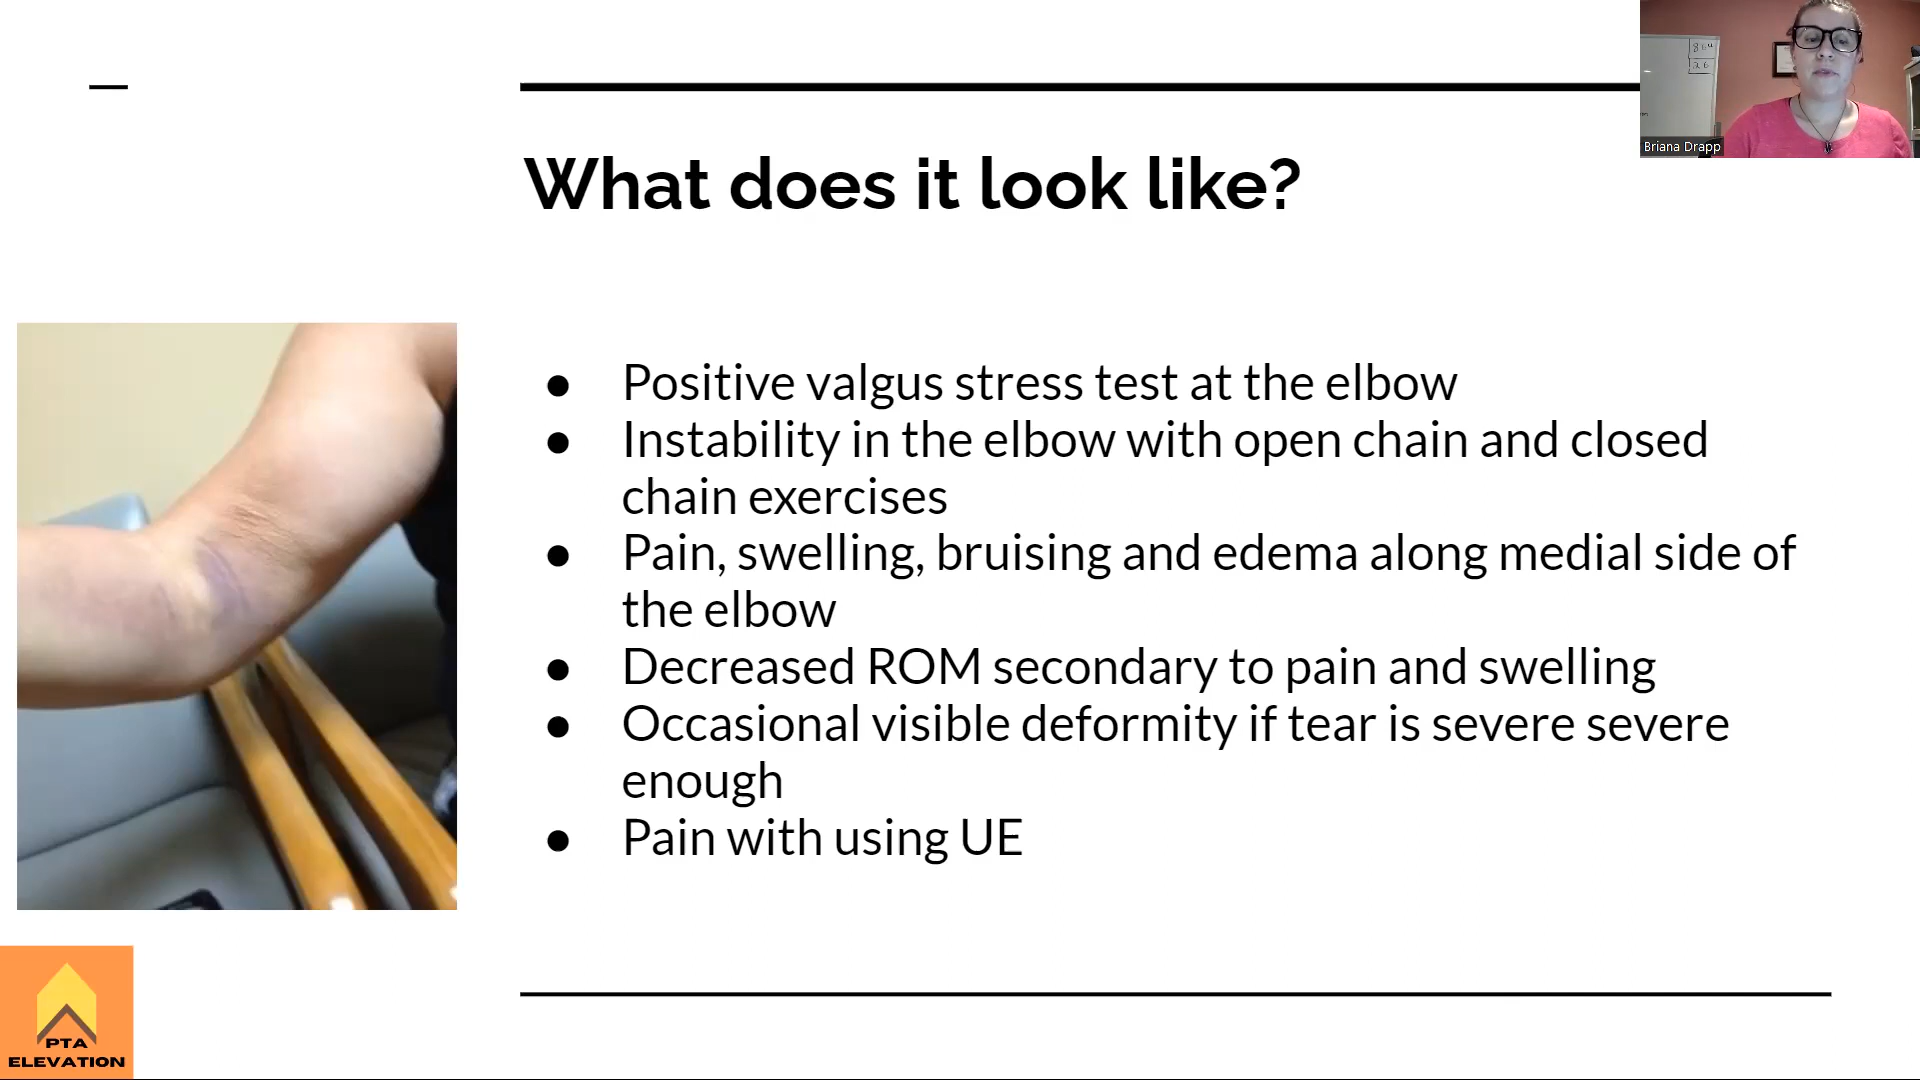 What does it look like?
Briana Drapp
● Positive valgus stress test at the elbow
● Instability in the elbow with open chain and closed
chain exercises
● Pain, swelling, bruising and edema along medial side of
the elbow
● Decreased ROM secondary to pain and swelling
● Occasional visible deformity if tear is severe severe
enough
● Pain with using UE
PTA
ELEVATION